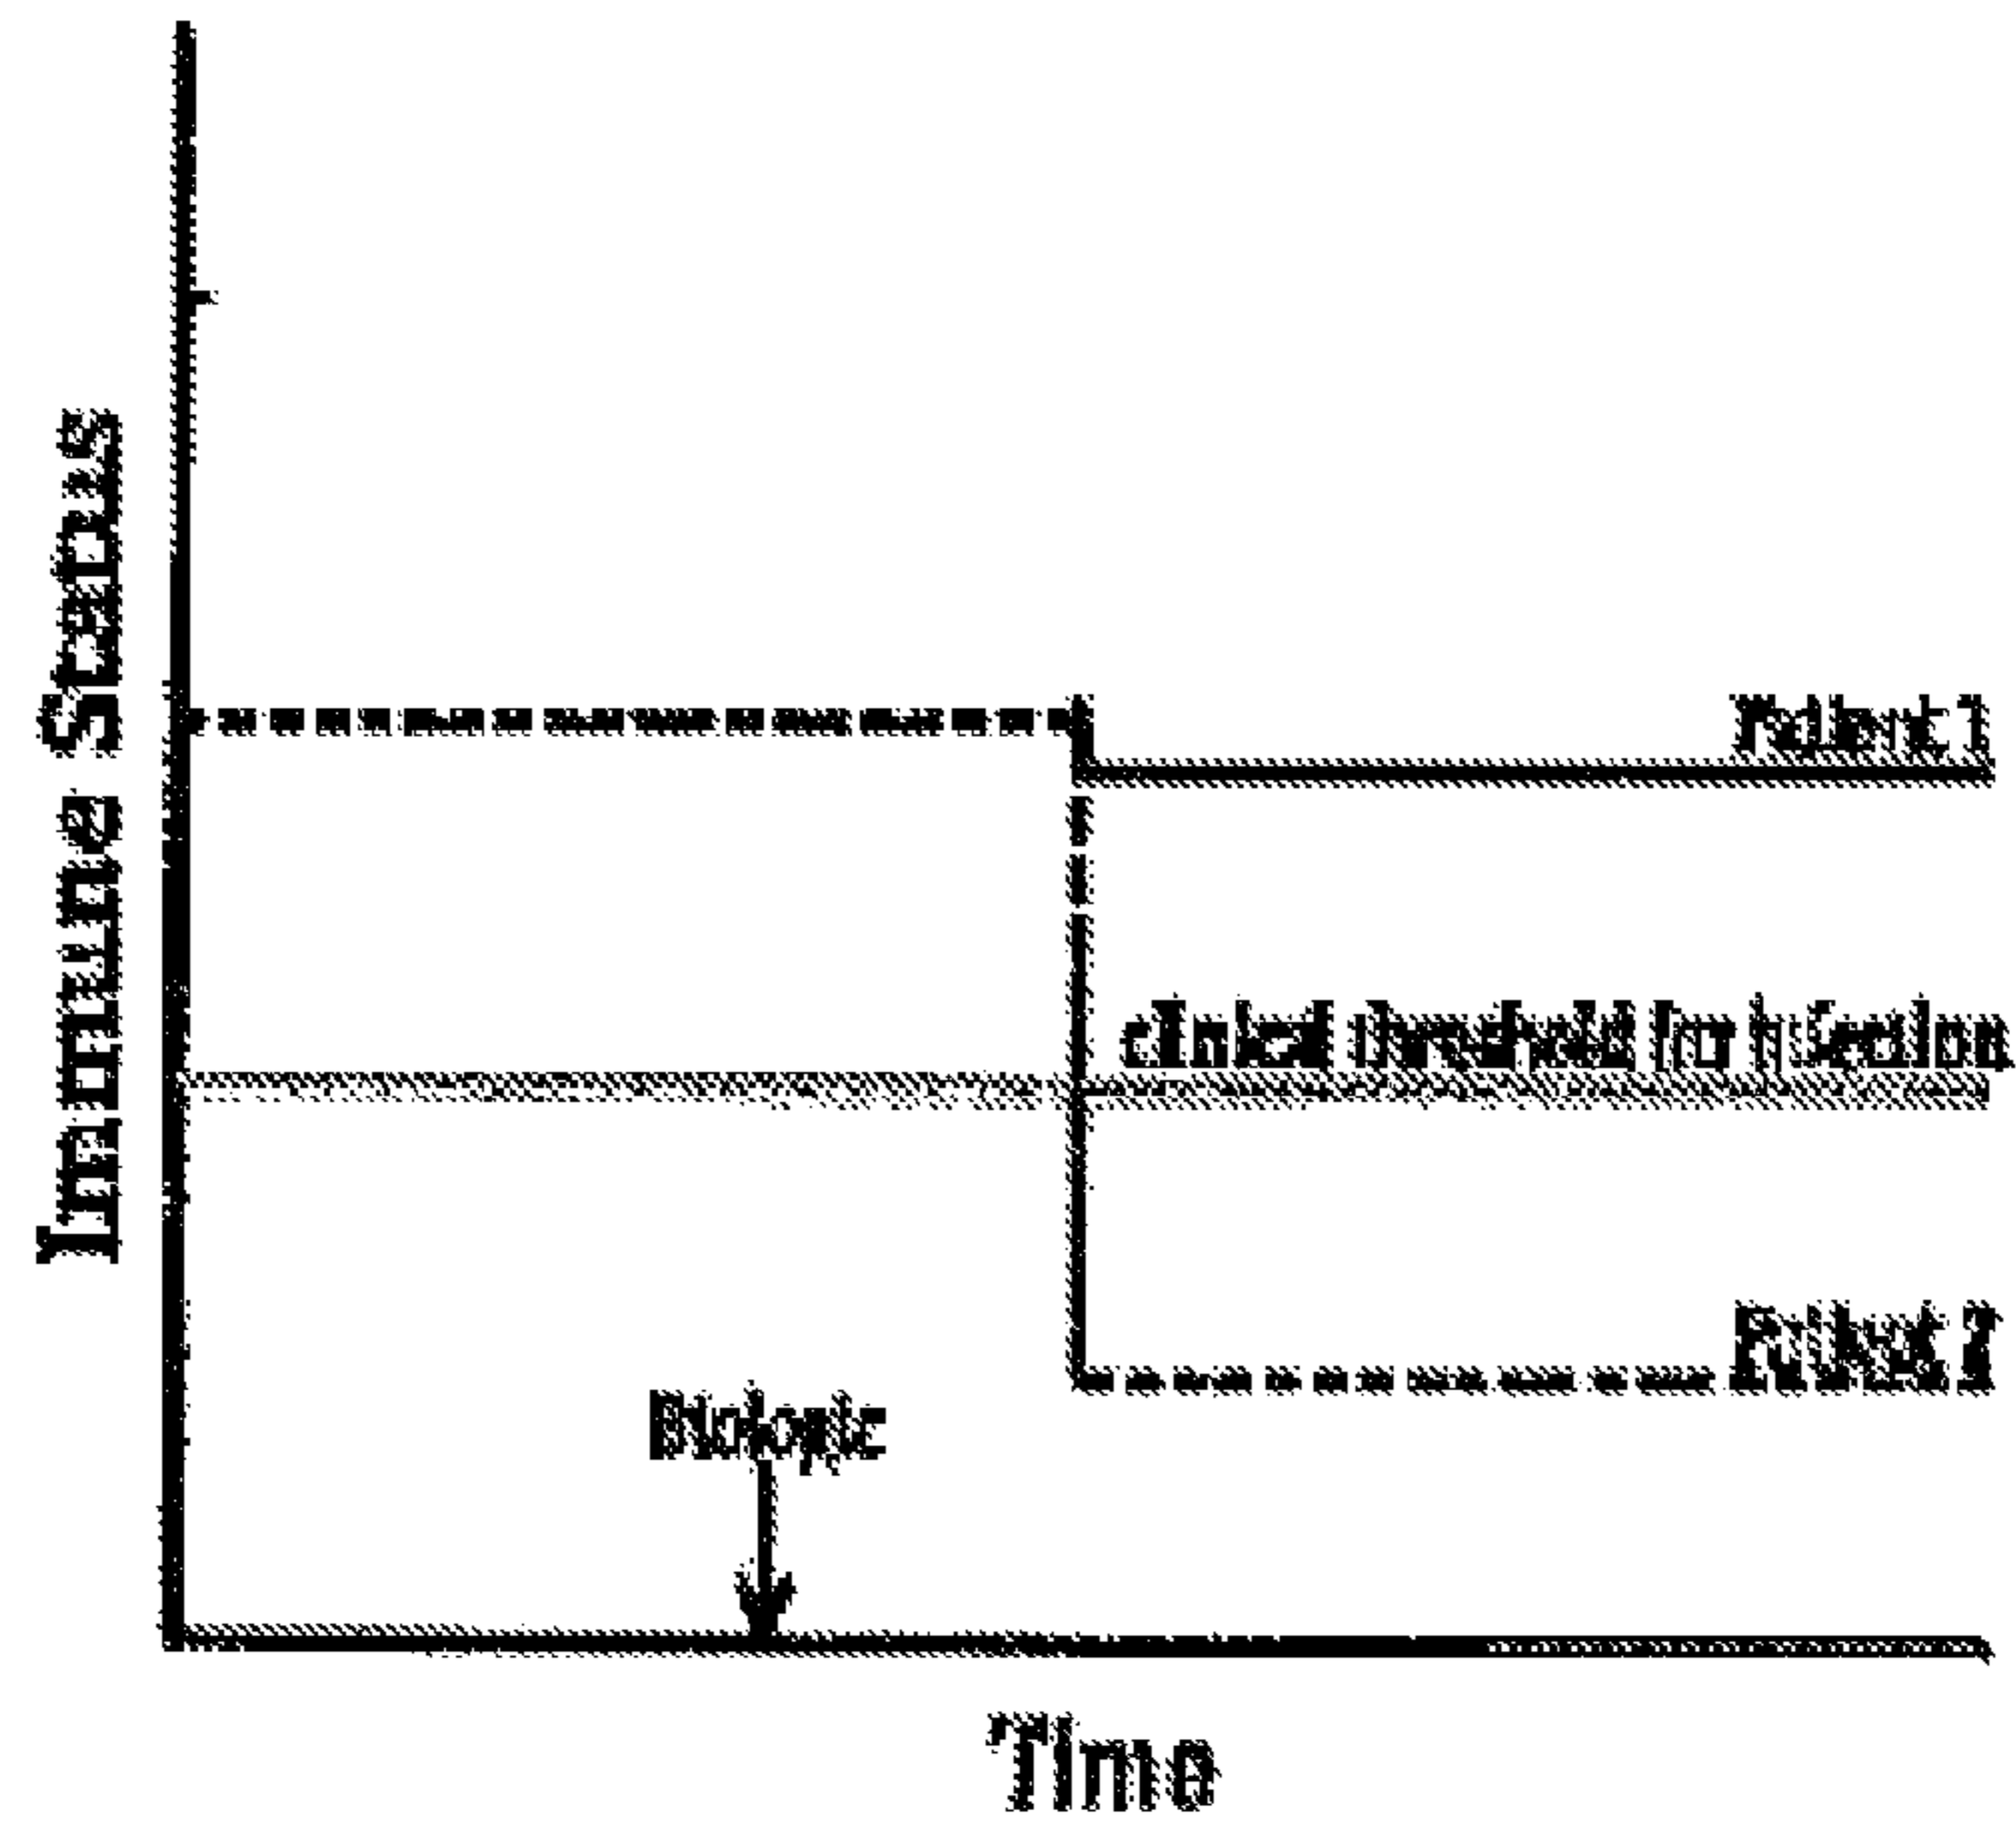 Immune Status
Patient 1
clinical threshold for infection
Patient 2
Biologic
Time